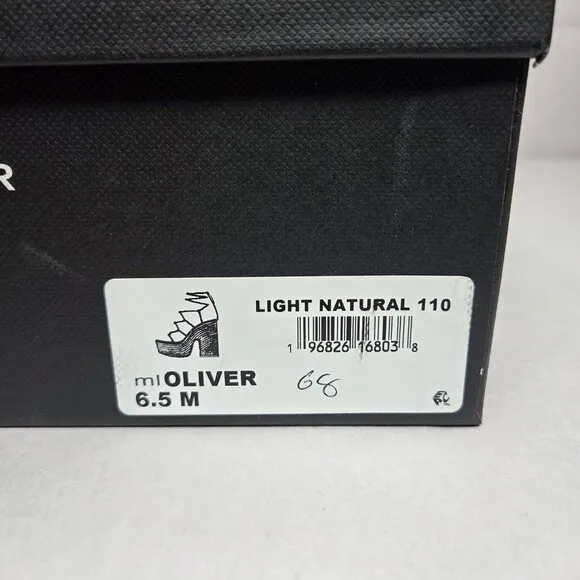 R
LIGHT NATURAL 110
1 96826 16803 8
mlOLIVER
68
6.5 M